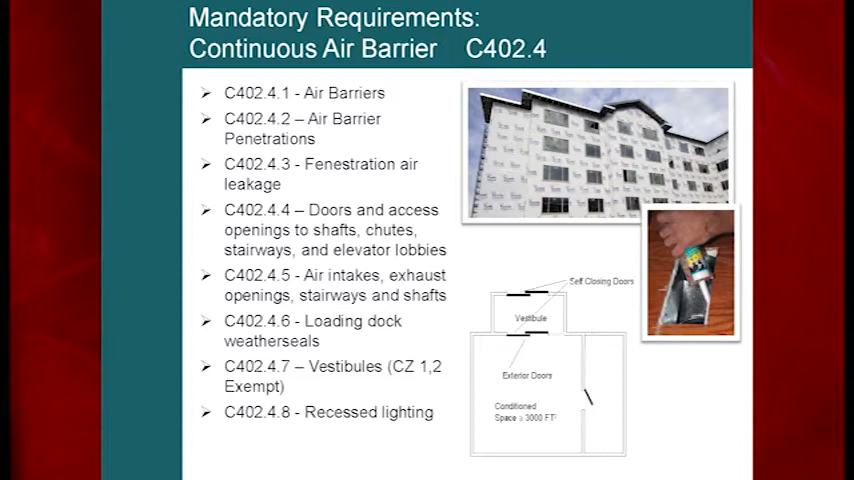 Mandatory Requirements:
Continuous Air Barrier C402.4
C402.4.1 - Air Barriers
C402.4.2 – Air Barrier
Penetrations
C402.4.3 - Fenestration air
leakage
C402.4.4 – Doors and access
openings to shafts, chutes,
stairways, and elevator lobbies
C402.4.5 - Air intakes, exhaust
openings, stairways and shafts
C402.4.6 - Loading dock
weatherseals
C402.4.7 – Vestibules (CZ 1,2
Exempt)
C402.4.8 - Recessed lighting
Self Closing Doors
Vestibule
Exterior Doors
Conditioned
Space ≥ 3000 FT²